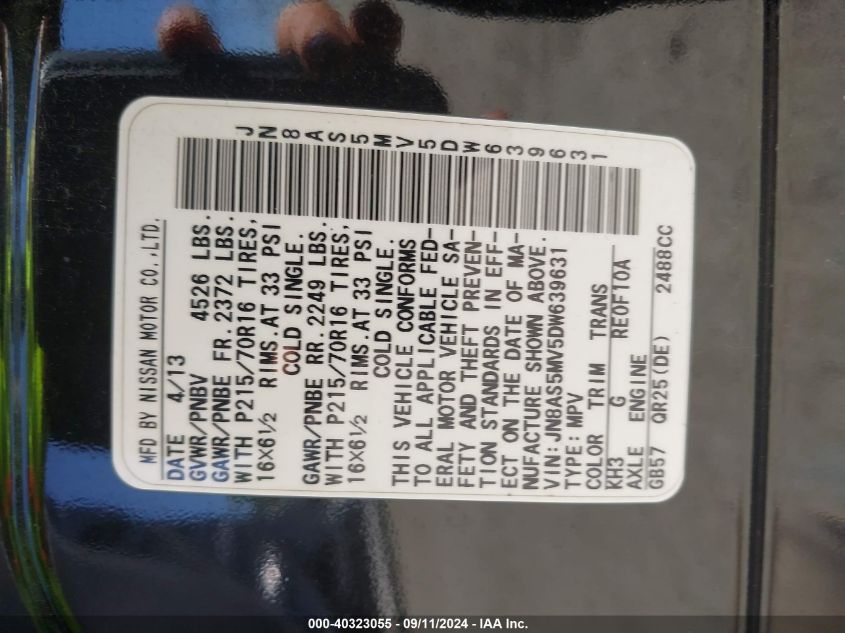 MFD BY NISSAN MOTOR CO.,LTD.
DATE 4/13
GVWR/PNBV 4526 LBS.
GAWR/PNBE FR. 2372 LBS.
WITH P215/70R16 TIRES,
16X6 1/2 RIMS.AT 33 PSI
COLD SINGLE.
GAWR/PNBE RR. 2249 LBS.
WITH P215/70R16 TIRES,
16X6 1/2 RIMS.AT 33 PSI
COLD SINGLE.
THIS VEHICLE CONFORMS
TO ALL APPLICABLE FED-
ERAL MOTOR VEHICLE SA-
FETY AND THEFT PREVEN-
TION STANDARDS IN EFF-
ECT ON THE DATE OF MA-
NUFACTURE SHOWN ABOVE.
VIN: JN8AS5MV5DW639631
TYPE: MPV
COLOR TRIM TRANS
KH3 G RE0F10A
AXLE ENGINE
GB57 QR25(DE) 2488CC
JN8AS5MV5DW639631
000-40323055 - 09/11/2024 - IAA Inc.